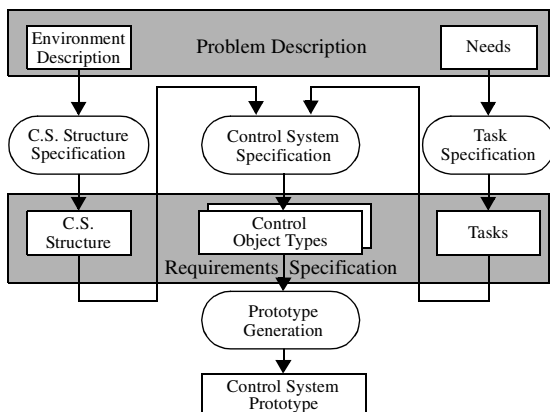 Environment
Description
Problem Description
Needs
C.S. Structure
Specification
Control System
Specification
Task
Specification
C.S.
Structure
Control
Object Types
Tasks
Requirements Specification
Prototype
Generation
Control System
Prototype